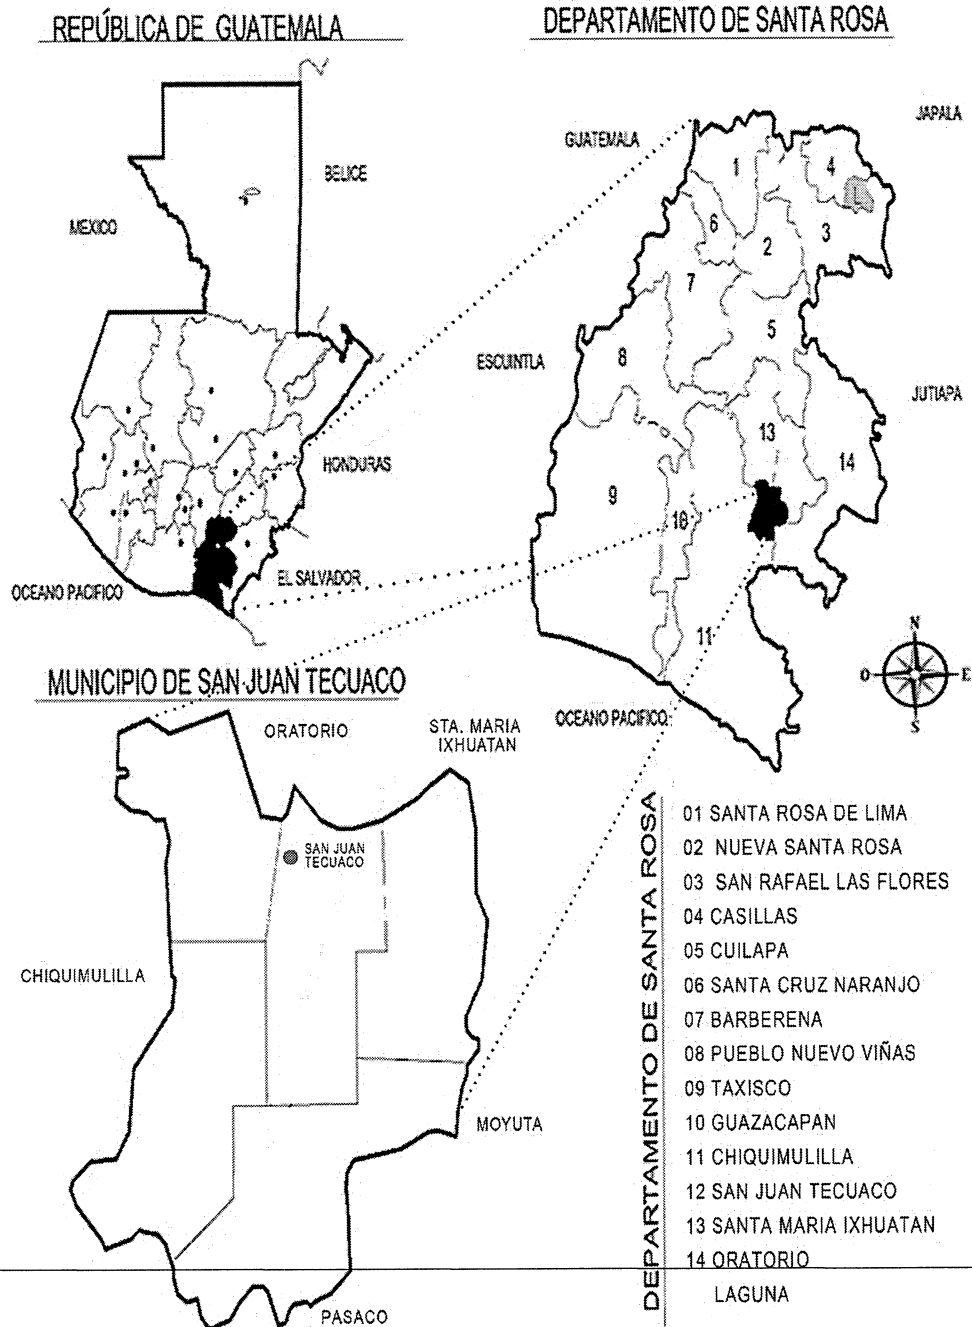 REPÚBLICA DE GUATEMALA
BELICE
MEXICO
HONDURAS
EL SALVADOR
OCEANO PACIFICO
DEPARTAMENTO DE SANTA ROSA
JAPALA
GUATEMALA
1
4
L
6
2
3
7
5
ESCUINTLA
8
JUTIAPA
13
14
9
10
11
OCEANO PACIFICO
N
O
E
S
MUNICIPIO DE SAN JUAN TECUACO
ORATORIO
STA. MARIA
IXHUATAN
SAN JUAN
TECUACO
CHIQUIMULILLA
MOYUTA
PASACO
DEPARTAMENTO DE SANTA ROSA
01 SANTA ROSA DE LIMA
02 NUEVA SANTA ROSA
03 SAN RAFAEL LAS FLORES
04 CASILLAS
05 CUILAPA
06 SANTA CRUZ NARANJO
07 BARBERENA
08 PUEBLO NUEVO VIÑAS
09 TAXISCO
10 GUAZACAPAN
11 CHIQUIMULILLA
12 SAN JUAN TECUACO
13 SANTA MARIA IXHUATAN
14 ORATORIO
LAGUNA